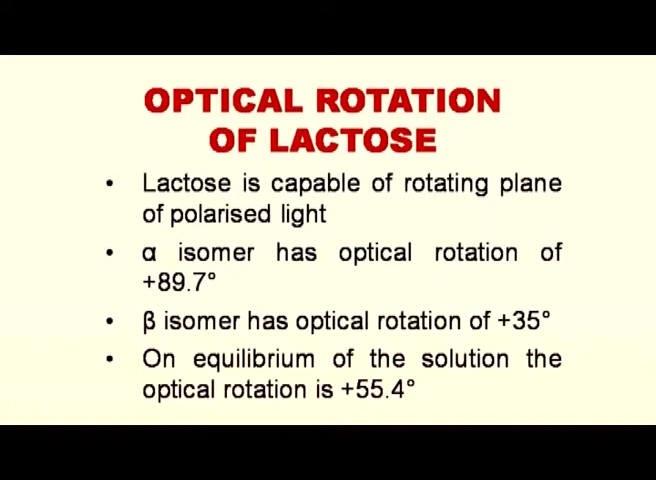 OPTICAL ROTATION
OF LACTOSE
• Lactose is capable of rotating plane
of polarised light
• α isomer has optical rotation of
+89.7°
• β isomer has optical rotation of +35°
• On equilibrium of the solution the
optical rotation is +55.4°